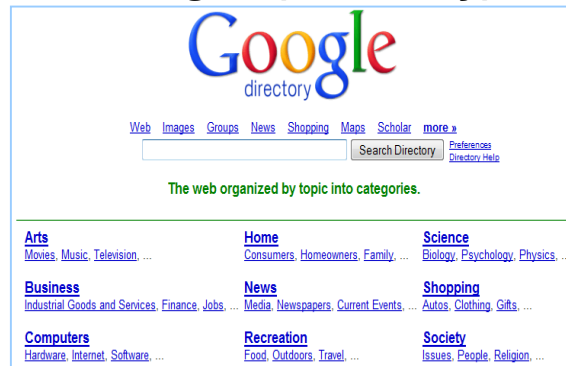 Google
directory
Web Images Groups News Shopping Maps Scholar more »
Search Directory Preferences
Directory Help
The web organized by topic into categories.
Arts Home Science
Movies, Music, Television, ... Consumers, Homeowners, Family, ... Biology, Psychology, Physics, ..
Business News Shopping
Industrial Goods and Services, Finance, Jobs, ... Media, Newspapers, Current Events, ... Autos, Clothing, Gifts, ...
Computers Recreation Society
Hardware, Internet, Software, ... Food, Outdoors, Travel, ... Issues, People, Religion, ...